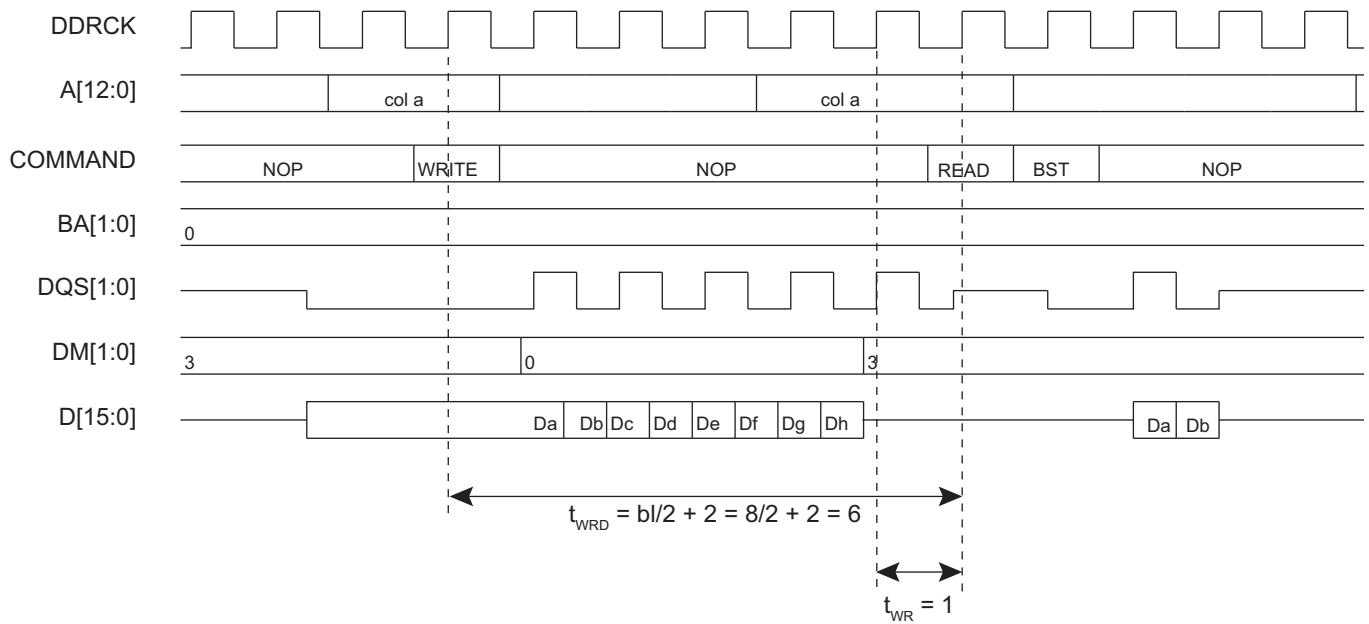 DDRCK
A[12:0]
col a col a
COMMAND
NOP WRITE NOP READ BST NOP
BA[1:0]
0
DQS[1:0]
DM[1:0]
3 0 3
D[15:0]
Da Db Dc Dd De Df Dg Dh Da Db
tWRD = bl/2 + 2 = 8/2 + 2 = 6
tWR = 1